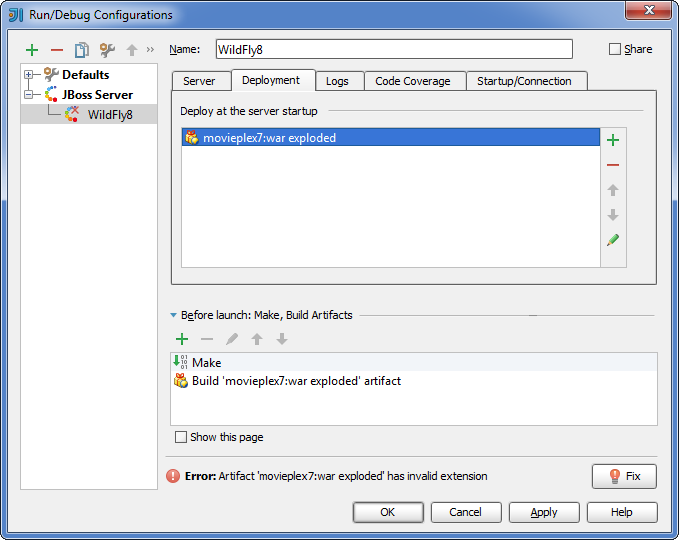 Run/Debug Configurations
Name: WildFly8 Share
Defaults
JBoss Server
WildFly8
Server Deployment Logs Code Coverage Startup/Connection
Deploy at the server startup
movieplex7:war exploded
Before launch: Make, Build Artifacts
Make
Build 'movieplex7:war exploded' artifact
Show this page
Error: Artifact 'movieplex7:war exploded' has invalid extension Fix
OK Cancel Apply Help